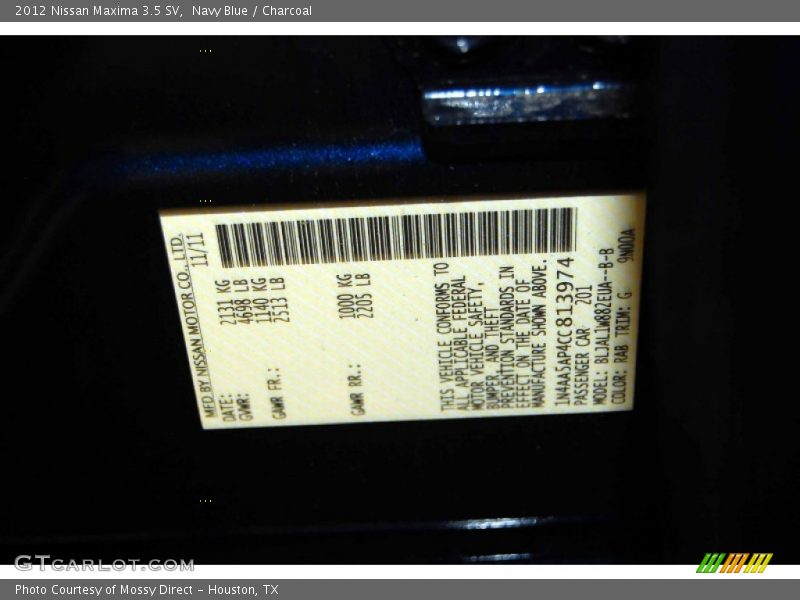 2012 Nissan Maxima 3.5 SV,  Navy Blue / Charcoal
MFD BY NISSAN MOTOR CO., LTD.
DATE: 11/11
GVWR: 2131 KG
4698 LB
GAWR FR.: 1140 KG
2513 LB
GAWR RR.: 1000 KG
2205 LB
THIS VEHICLE CONFORMS TO
ALL APPLICABLE FEDERAL
MOTOR VEHICLE SAFETY,
BUMPER, AND THEFT
PREVENTION STANDARDS IN
EFFECT ON THE DATE OF
MANUFACTURE SHOWN ABOVE.
1N4AA5AP4CC813974
PASSENGER CAR 201
MODEL: BLJALIW88ZEUA--B-B
COLOR: RAB TRIM: G 9N00A
GTCARLOT.COM
Photo Courtesy of Mossy Direct - Houston, TX